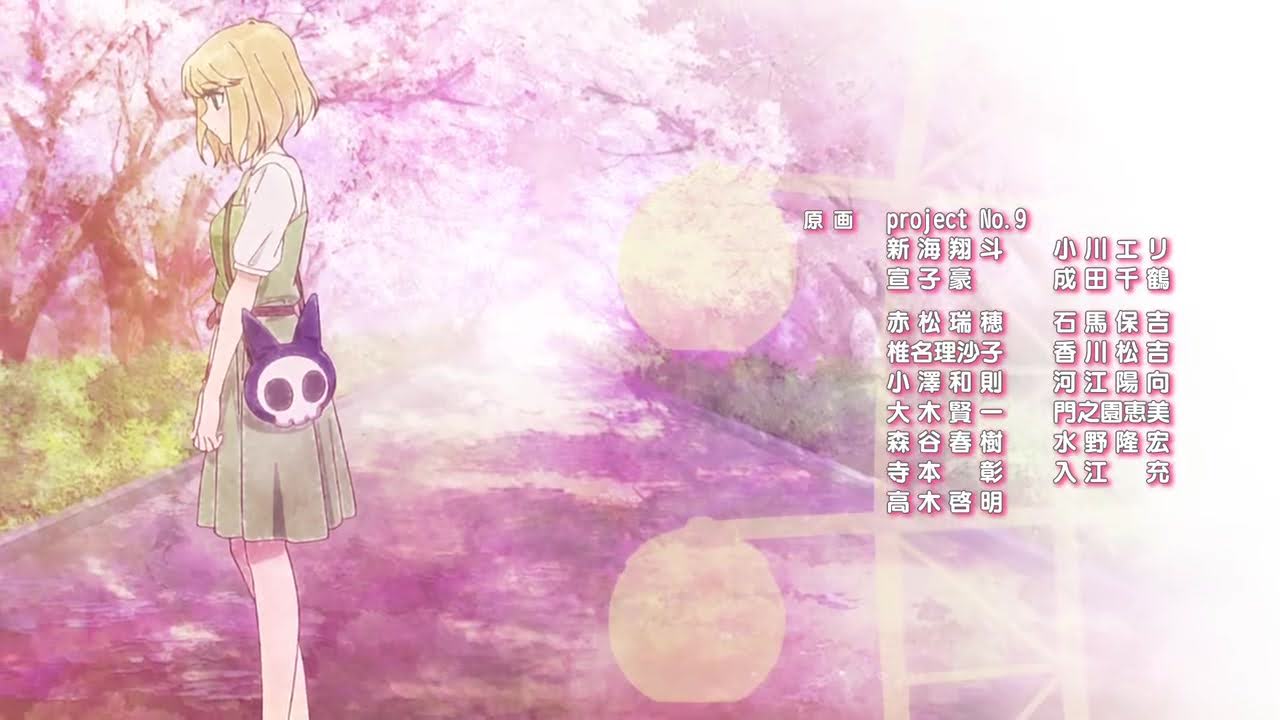 原画 project No.9
新海翔斗 小川エリ
宣子豪 成田千鶴
赤松瑞穂 石馬保吉
椎名理沙子 香川松吉
小澤和則 河江陽向
大木賢一 門之園恵美
森谷春樹 水野隆宏
寺本 彰 入江 充
高木啓明